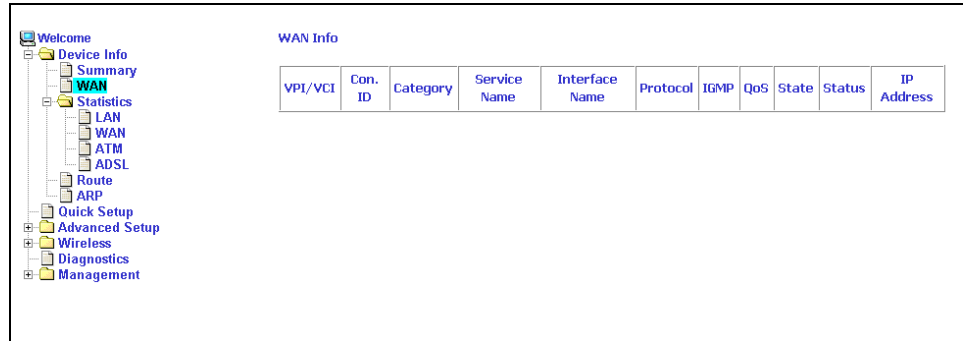 Welcome
Device Info
Summary
WAN
Statistics
LAN
WAN
ATM
ADSL
Route
ARP
Quick Setup
Advanced Setup
Wireless
Diagnostics
Management
WAN Info
VPI/VCI Con. ID Category Service Name Interface Name Protocol IGMP QoS State Status IP Address